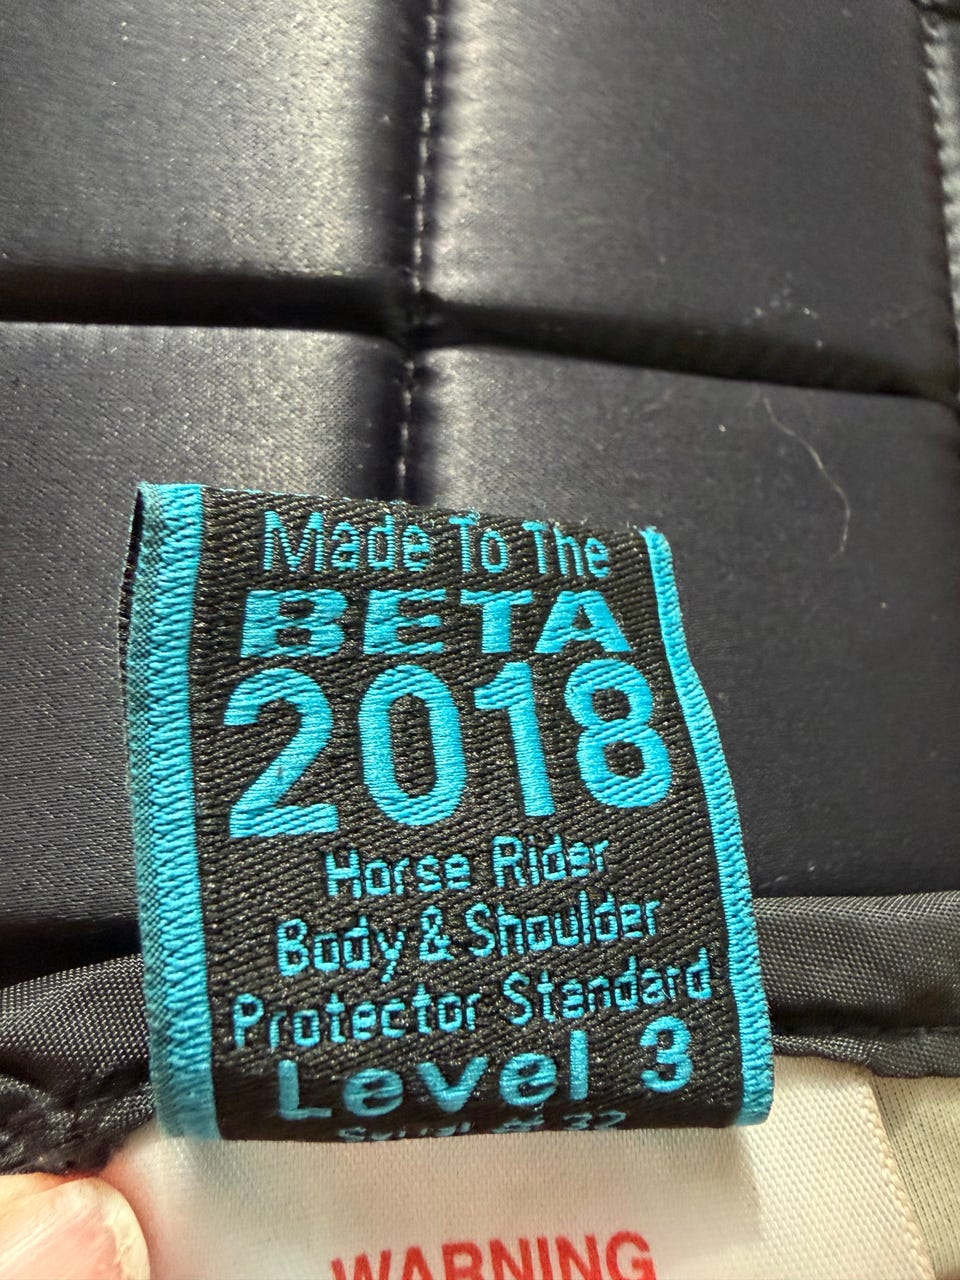 Made To The
BETA
2018
Horse Rider
Body & Shoulder
Protector Standard
Level 3
WARNING